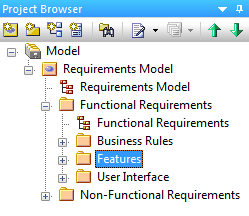 Project Browser
Model
Requirements Model
Requirements Model
Functional Requirements
Functional Requirements
Business Rules
Features
User Interface
Non-Functional Requirements